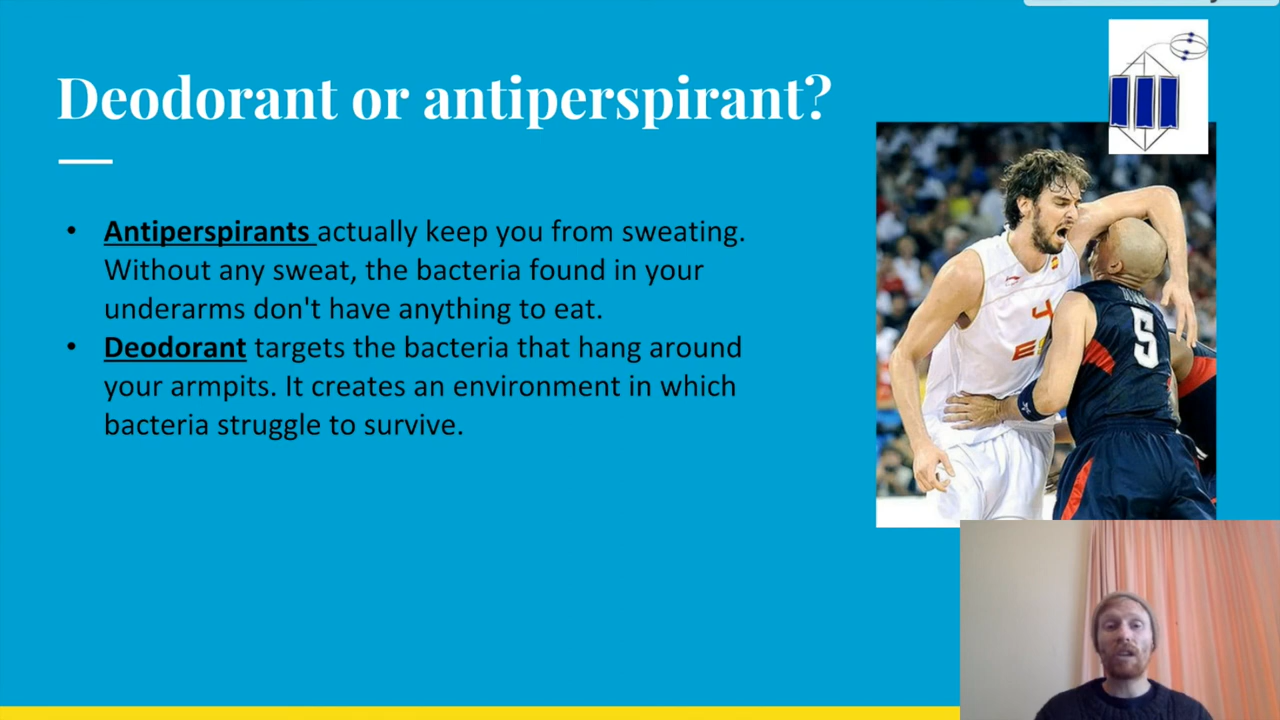 Deodorant or antiperspirant?
• Antiperspirants actually keep you from sweating.
Without any sweat, the bacteria found in your
underarms don't have anything to eat.
• Deodorant targets the bacteria that hang around
your armpits. It creates an environment in which
bacteria struggle to survive.
4
5